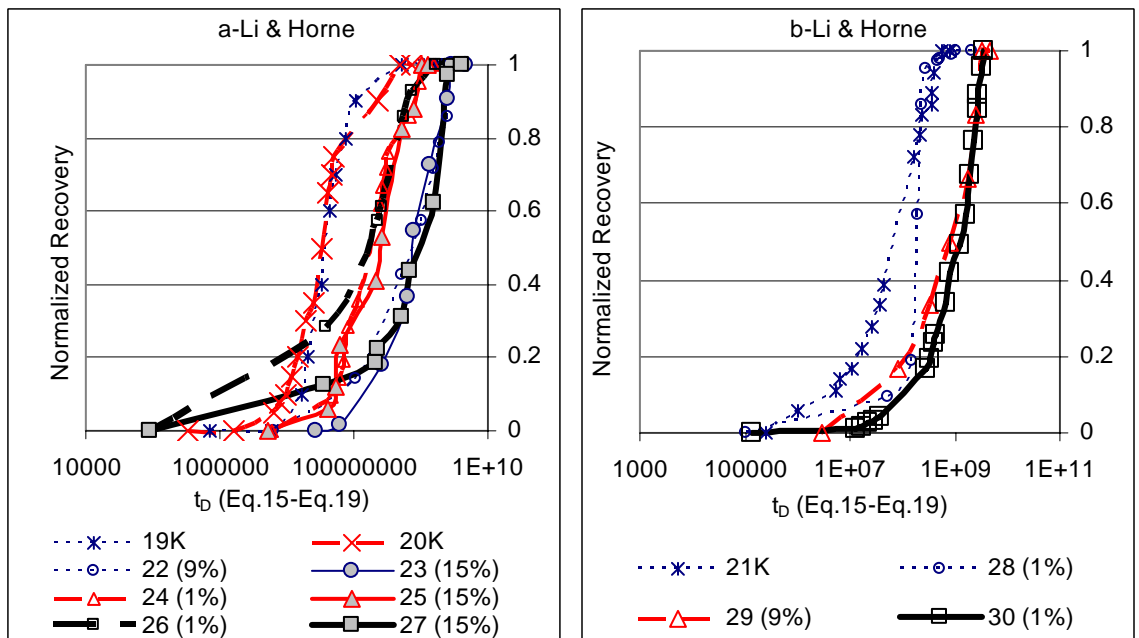 a-Li & Horne
Normalized Recovery
1
0.8
0.6
0.4
0.2
0
10000 10000000 10000000000 1E+10
t_D (Eq.15-Eq.19)
19K 20K
22 (9%) 23 (15%)
24 (1%) 25 (15%)
26 (1%) 27 (15%)
b-Li & Horne
Normalized Recovery
1
0.8
0.6
0.4
0.2
0
1000 100000 1E+07 1E+09 1E+11
t_D (Eq.15-Eq.19)
21K 28 (1%)
29 (9%) 30 (1%)